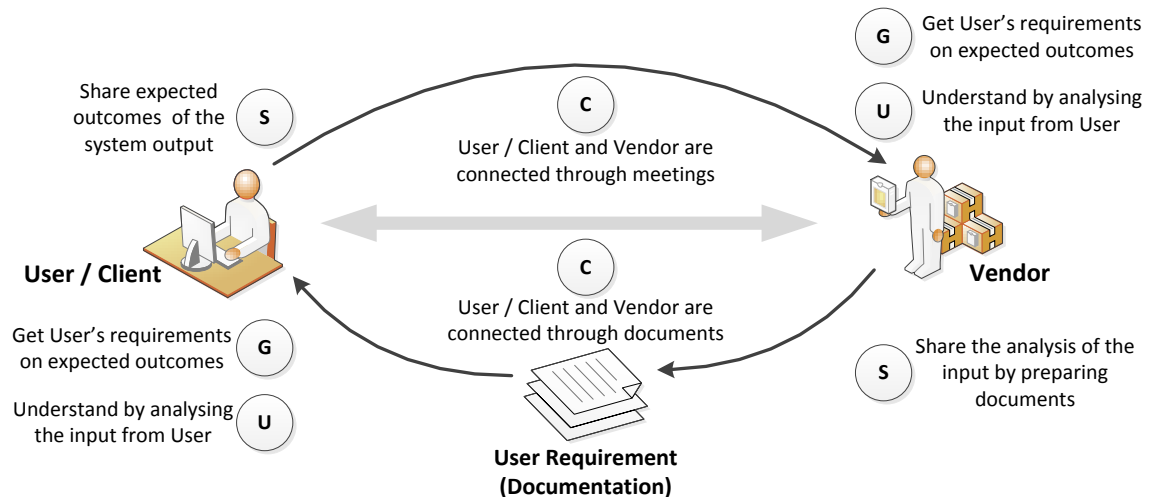 Share expected
outcomes of the
system output
S
C
User / Client and Vendor are
connected through meetings
G
Get User's requirements
on expected outcomes
U
Understand by analysing
the input from User
User / Client
Vendor
C
User / Client and Vendor are
connected through documents
Get User's requirements
on expected outcomes
G
Understand by analysing
the input from User
U
S
Share the analysis of the
input by preparing
documents
User Requirement
(Documentation)